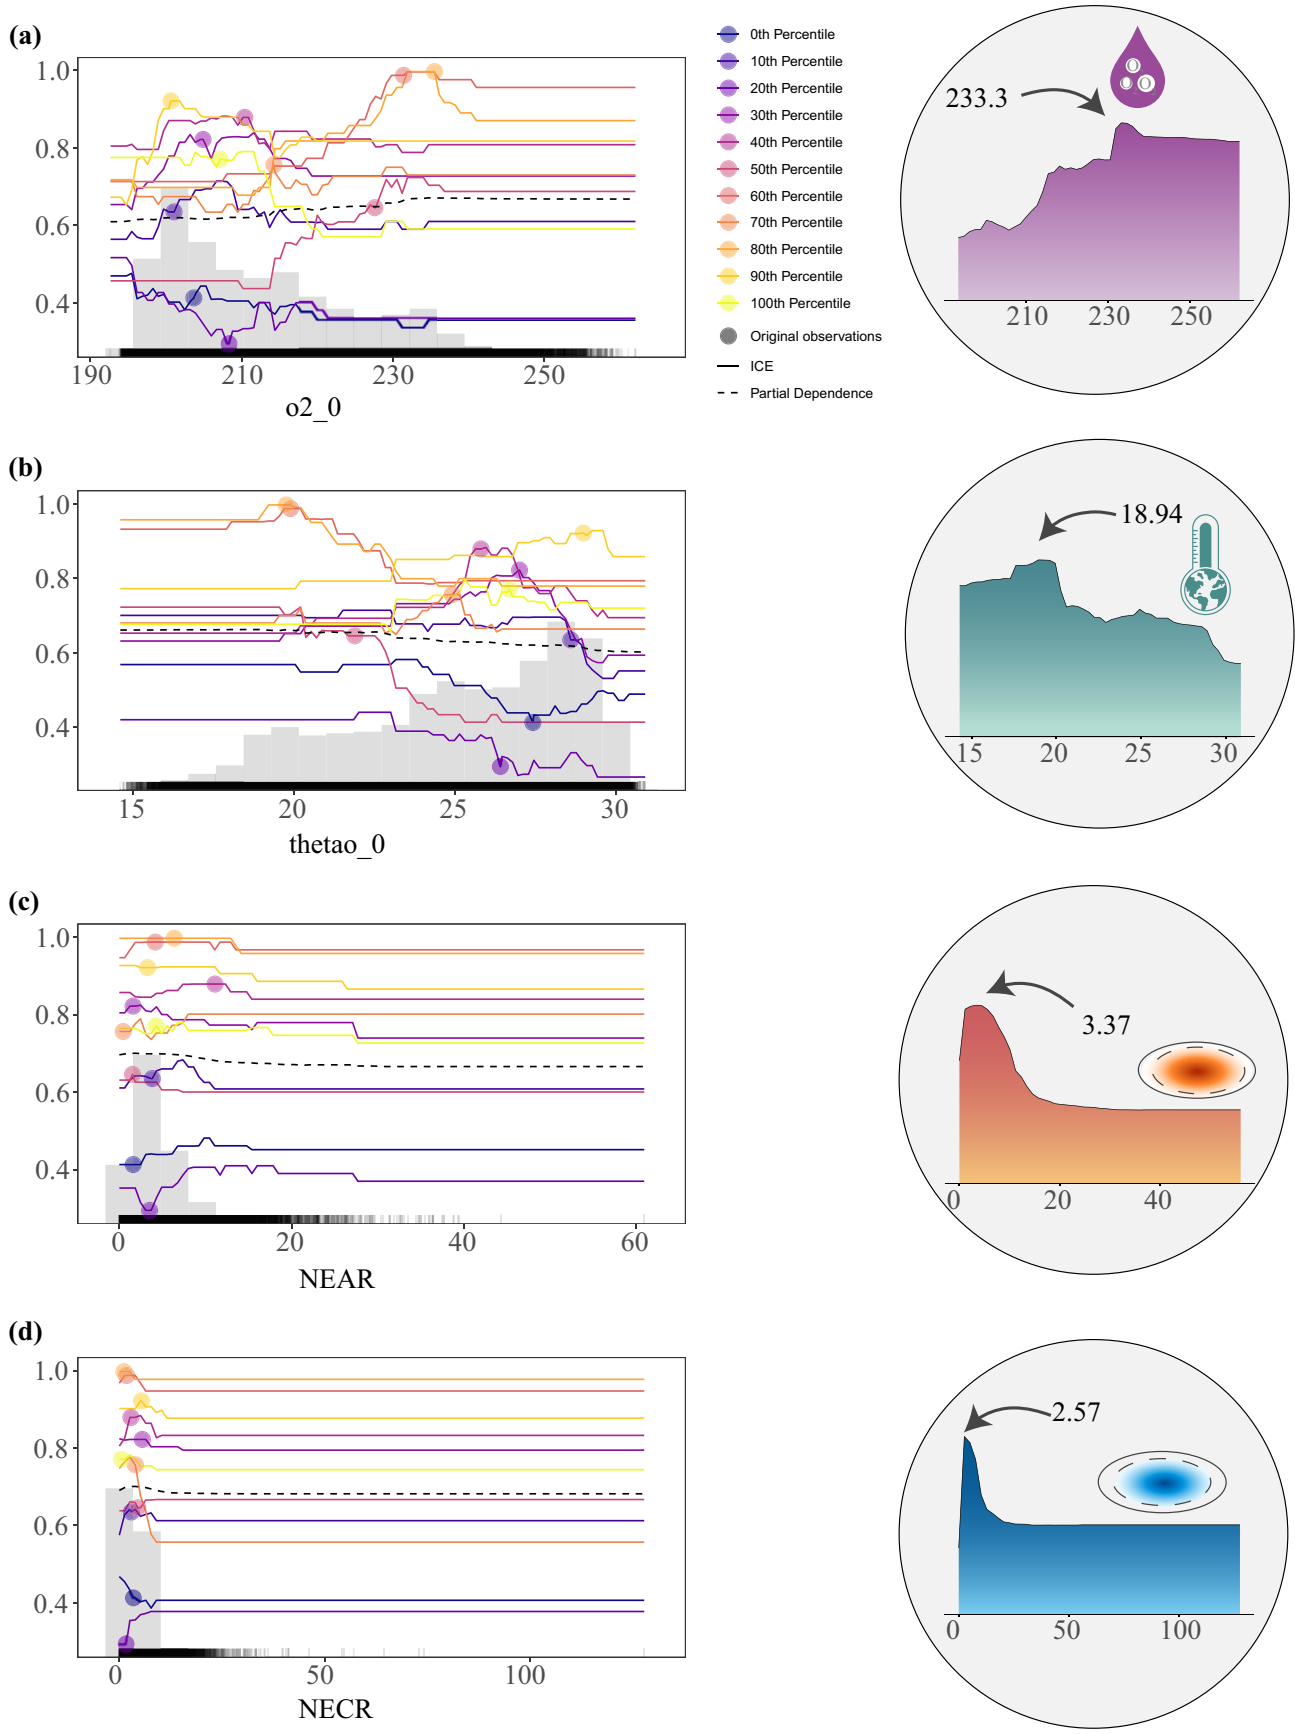 (a)
1.0
0.8
0.6
0.4
190 210 230 250
o2_0
0th Percentile
10th Percentile
20th Percentile
30th Percentile
40th Percentile
50th Percentile
60th Percentile
70th Percentile
80th Percentile
90th Percentile
100th Percentile
Original observations
ICE
Partial Dependence
233.3
210 230 250
(b)
1.0
0.8
0.6
0.4
15 20 25 30
thetao_0
18.94
15 20 25 30
(c)
1.0
0.8
0.6
0.4
0 20 40 60
NEAR
3.37
0 20 40
(d)
1.0
0.8
0.6
0.4
0 50 100
NECR
2.57
0 50 100